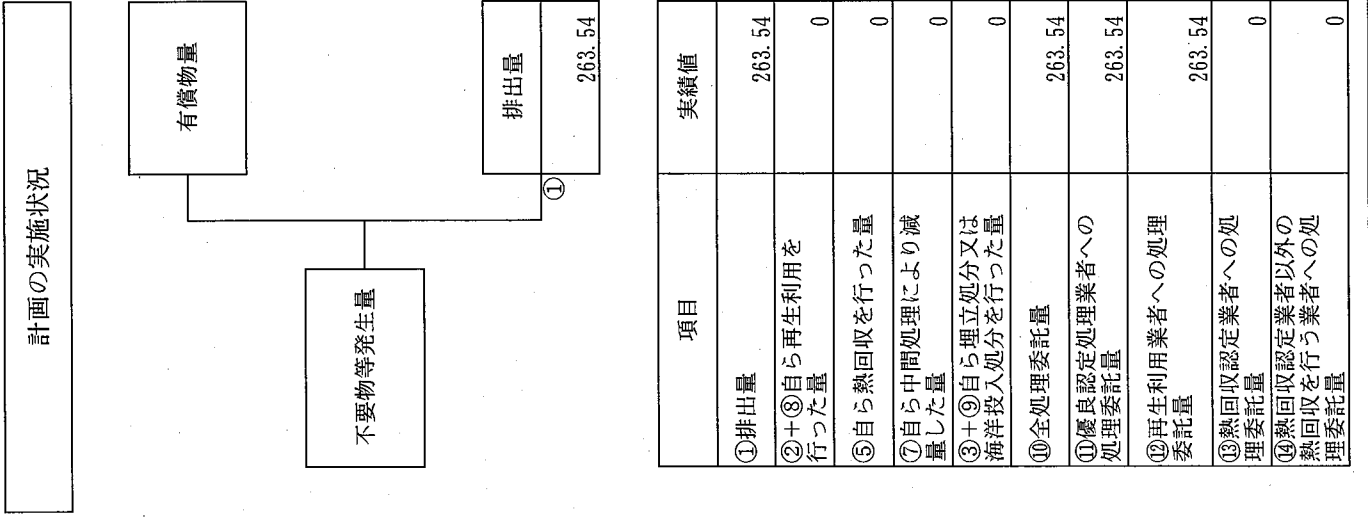 計画の実施状況
有償物量
不要物等発生量
排出量
①
263.54
項目
実績値
①排出量
263.54
②+⑧自ら再生利用を
行った量
0
⑤自ら熱回収を行った量
0
⑦自ら中間処理により減
量した量
0
③+⑨自ら埋立処分又は
海洋投入処分を行った量
0
⑩全処理委託量
263.54
⑪優良認定処理業者への
処理委託量
263.54
⑫再生利用業者への処理
委託量
263.54
⑬熱回収認定業者への処
理委託量
0
⑭熱回収認定業者以外の
熱回収を行う業者への処
理委託量
0